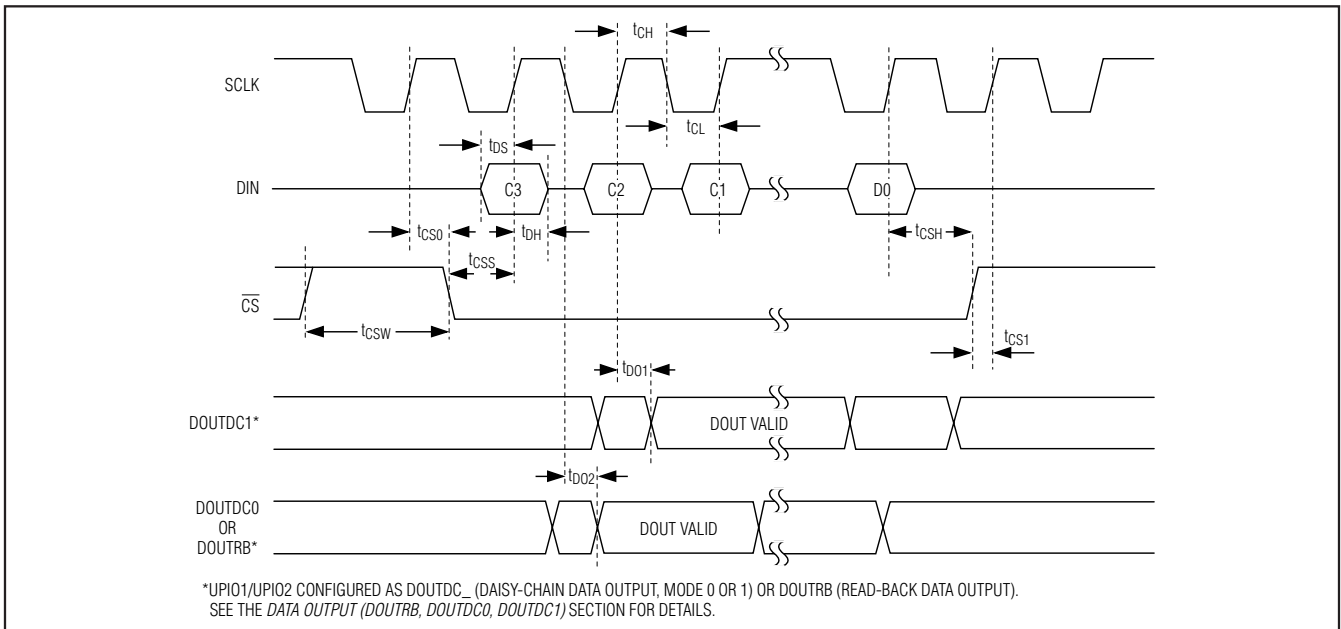 tCH
SCLK
tCL
tDS
DIN
C3
C2
C1
D0
tCS0
tDH
tCSH
tCSS
CS
tCSW
tCS1
tDO1
DOUTDC1*
DOUT VALID
tDO2
DOUTDC0
OR
DOUTRB*
DOUT VALID
*UPIO1/UPIO2 CONFIGURED AS DOUTDC_ (DAISY-CHAIN DATA OUTPUT, MODE 0 OR 1) OR DOUTRB (READ-BACK DATA OUTPUT).
SEE THE DATA OUTPUT (DOUTRB, DOUTDC0, DOUTDC1) SECTION FOR DETAILS.